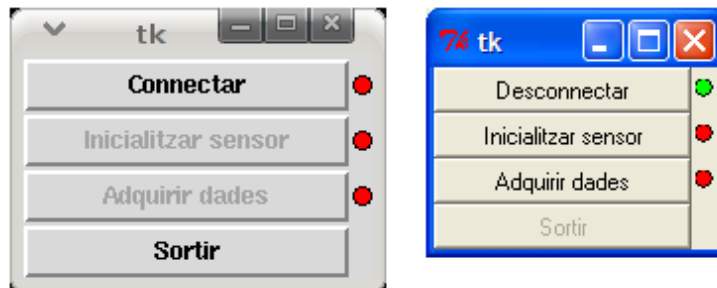 tk
Connectar
Inicialitzar sensor
Adquirir dades
Sortir
tk
Desconnectar
Inicialitzar sensor
Adquirir dades
Sortir